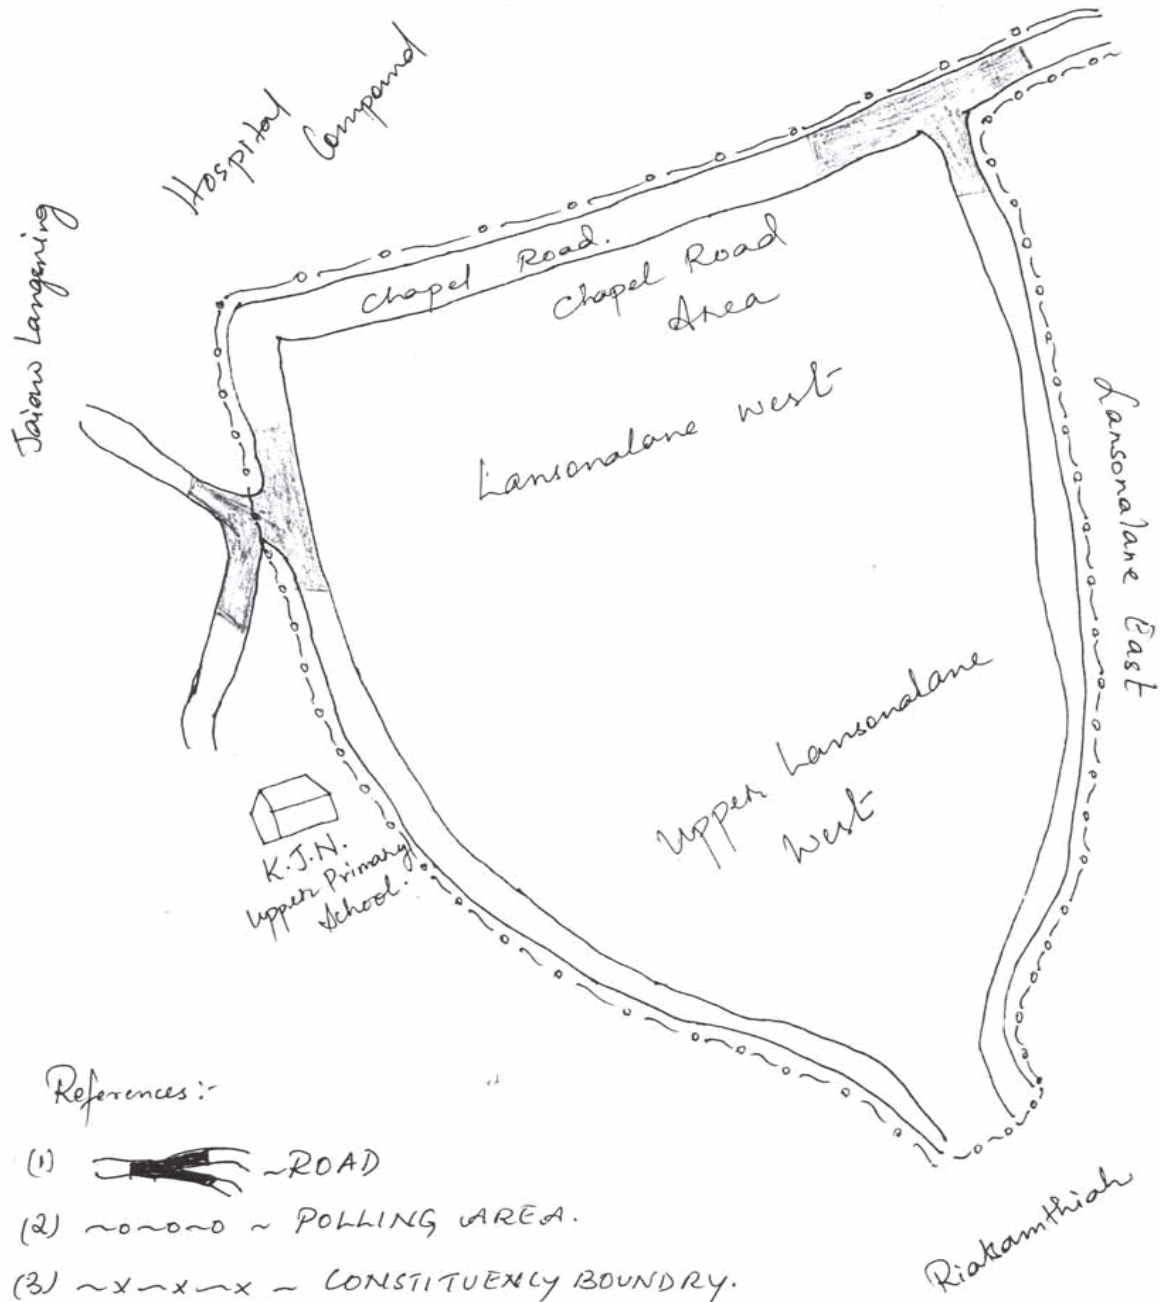 Hospital
Compound
Jaiaw Langsning
Chapel Road.
Chapel Road
Area
Lansonalane West
Lansonalane East
Upper Lansonalane
West
K.J.N.
Upper Primary
School.
References:-
(1) ~ROAD
(2) ~o~o~o ~ POLLING AREA.
(3) ~x~x~x ~ CONSTITUENCY BOUNDRY.
Riatsamthiah